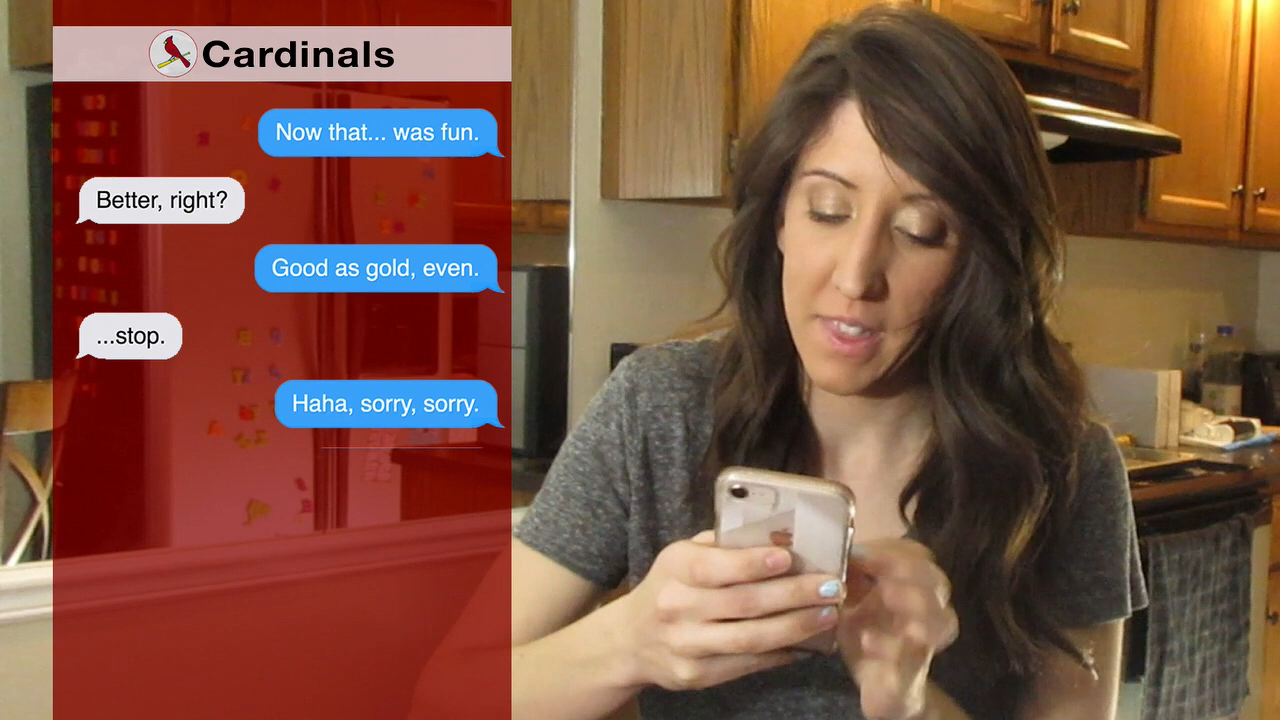 Cardinals
Now that... was fun.
Better, right?
Good as gold, even.
...stop.
Haha, sorry, sorry.